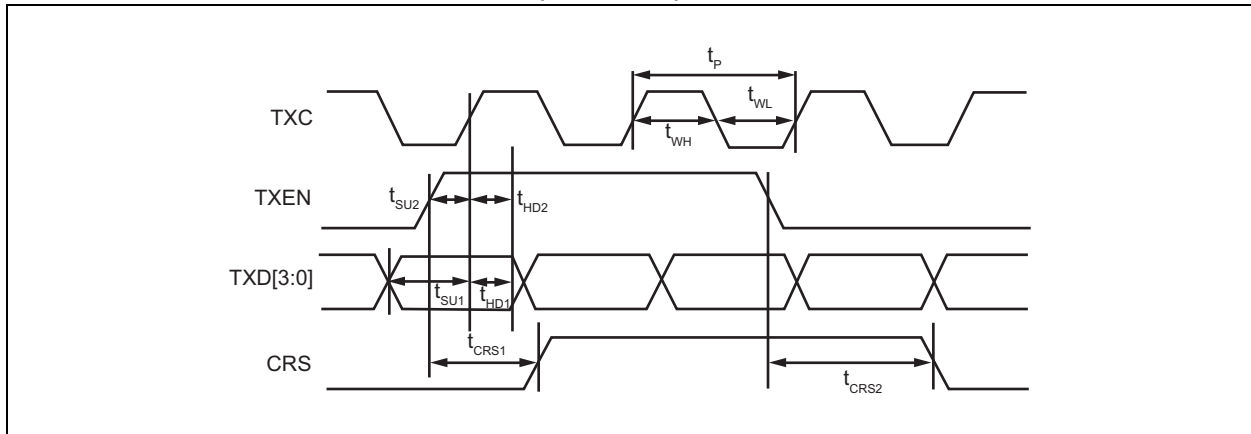 t_P
TXC
t_WL
t_WH
TXEN
t_SU2
t_HD2
TXD[3:0]
t_SU1
t_HD1
t_CRS1
CRS
t_CRS2